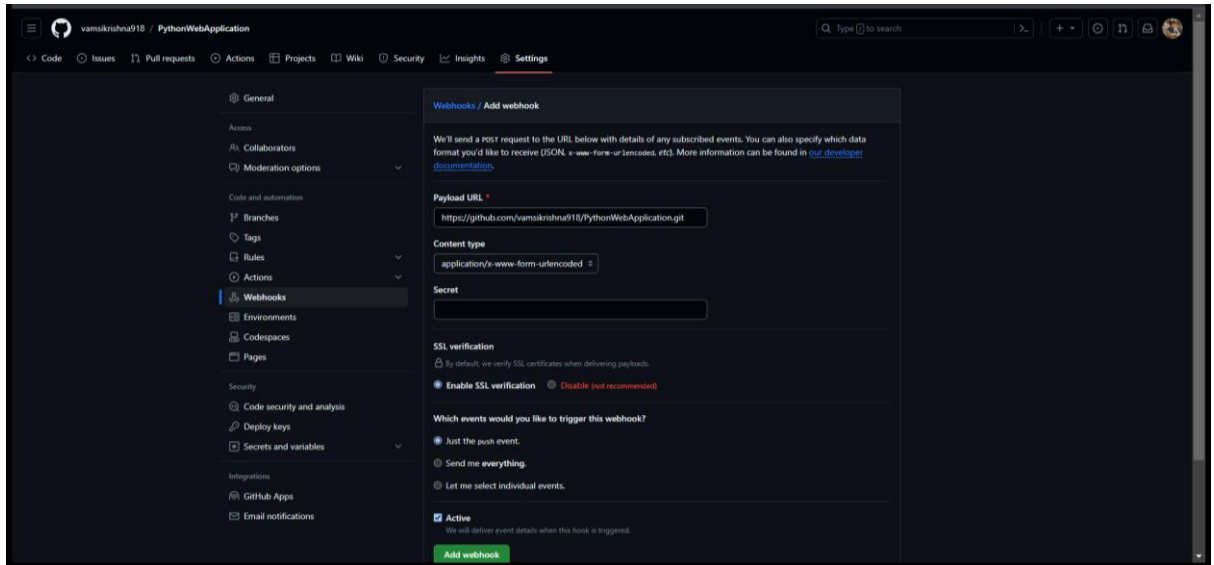 vamsikrishna918 / PythonWebApplication
Type / to search
<> Code Issues Pull requests Actions Projects Wiki Security Insights Settings
General
Access
Collaborators
Moderation options
Code and automation
Branches
Tags
Rules
Actions
Webhooks
Environments
Codespaces
Pages
Security
Code security and analysis
Deploy keys
Secrets and variables
Integrations
GitHub Apps
Email notifications
Webhooks / Add webhook
We'll send a POST request to the URL below with details of any subscribed events. You can also specify which data
format you'd like to receive (JSON, x-www-form-urlencoded, etc). More information can be found in our developer
documentation.
Payload URL *
https://github.com/vamsikrishna918/PythonWebApplication.git
Content type
application/x-www-form-urlencoded
Secret
SSL verification
By default, we verify SSL certificates when delivering payloads.
Enable SSL verification Disable (not recommended)
Which events would you like to trigger this webhook?
Just the push event.
Send me everything.
Let me select individual events.
Active
We will deliver event details when this hook is triggered.
Add webhook